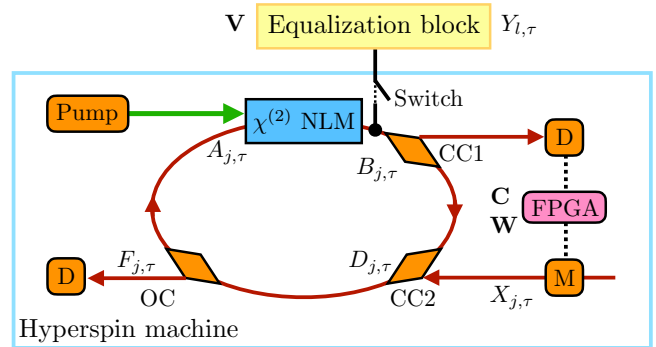 V Equalization block Y_{l,τ}
Switch
Pump
χ^{(2)} NLM
A_{j,τ}
B_{j,τ}
CC1
D
C
W
FPGA
F_{j,τ}
D_{j,τ}
D
OC
CC2
X_{j,τ}
M
Hyperspin machine